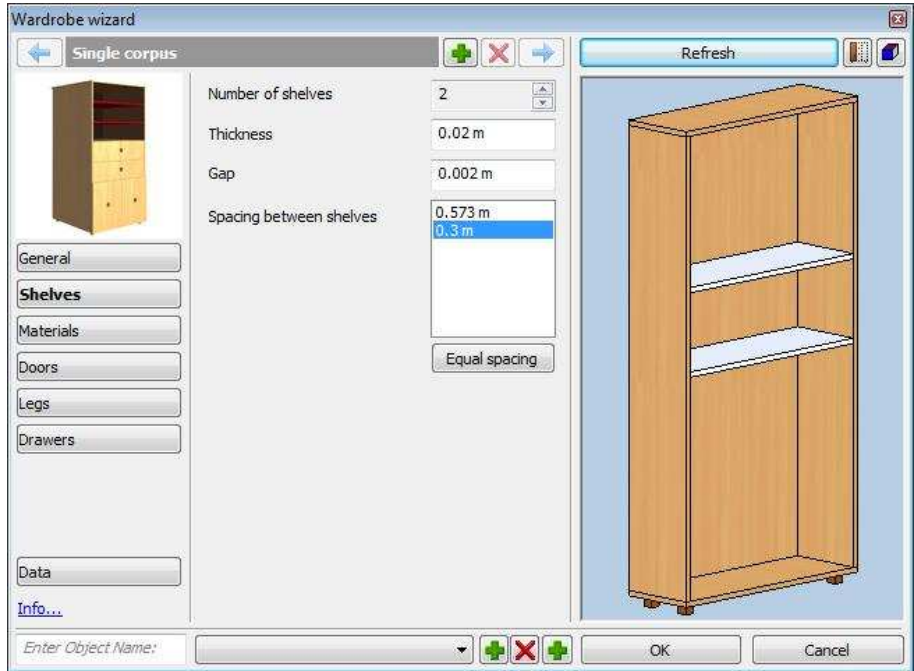 Wardrobe wizard
Single corpus
Refresh
Number of shelves 2
Thickness 0.02 m
Gap 0.002 m
Spacing between shelves 0.573 m
0.3 m
Equal spacing
General
Shelves
Materials
Doors
Legs
Drawers
Data
Info...
Enter Object Name:
OK Cancel